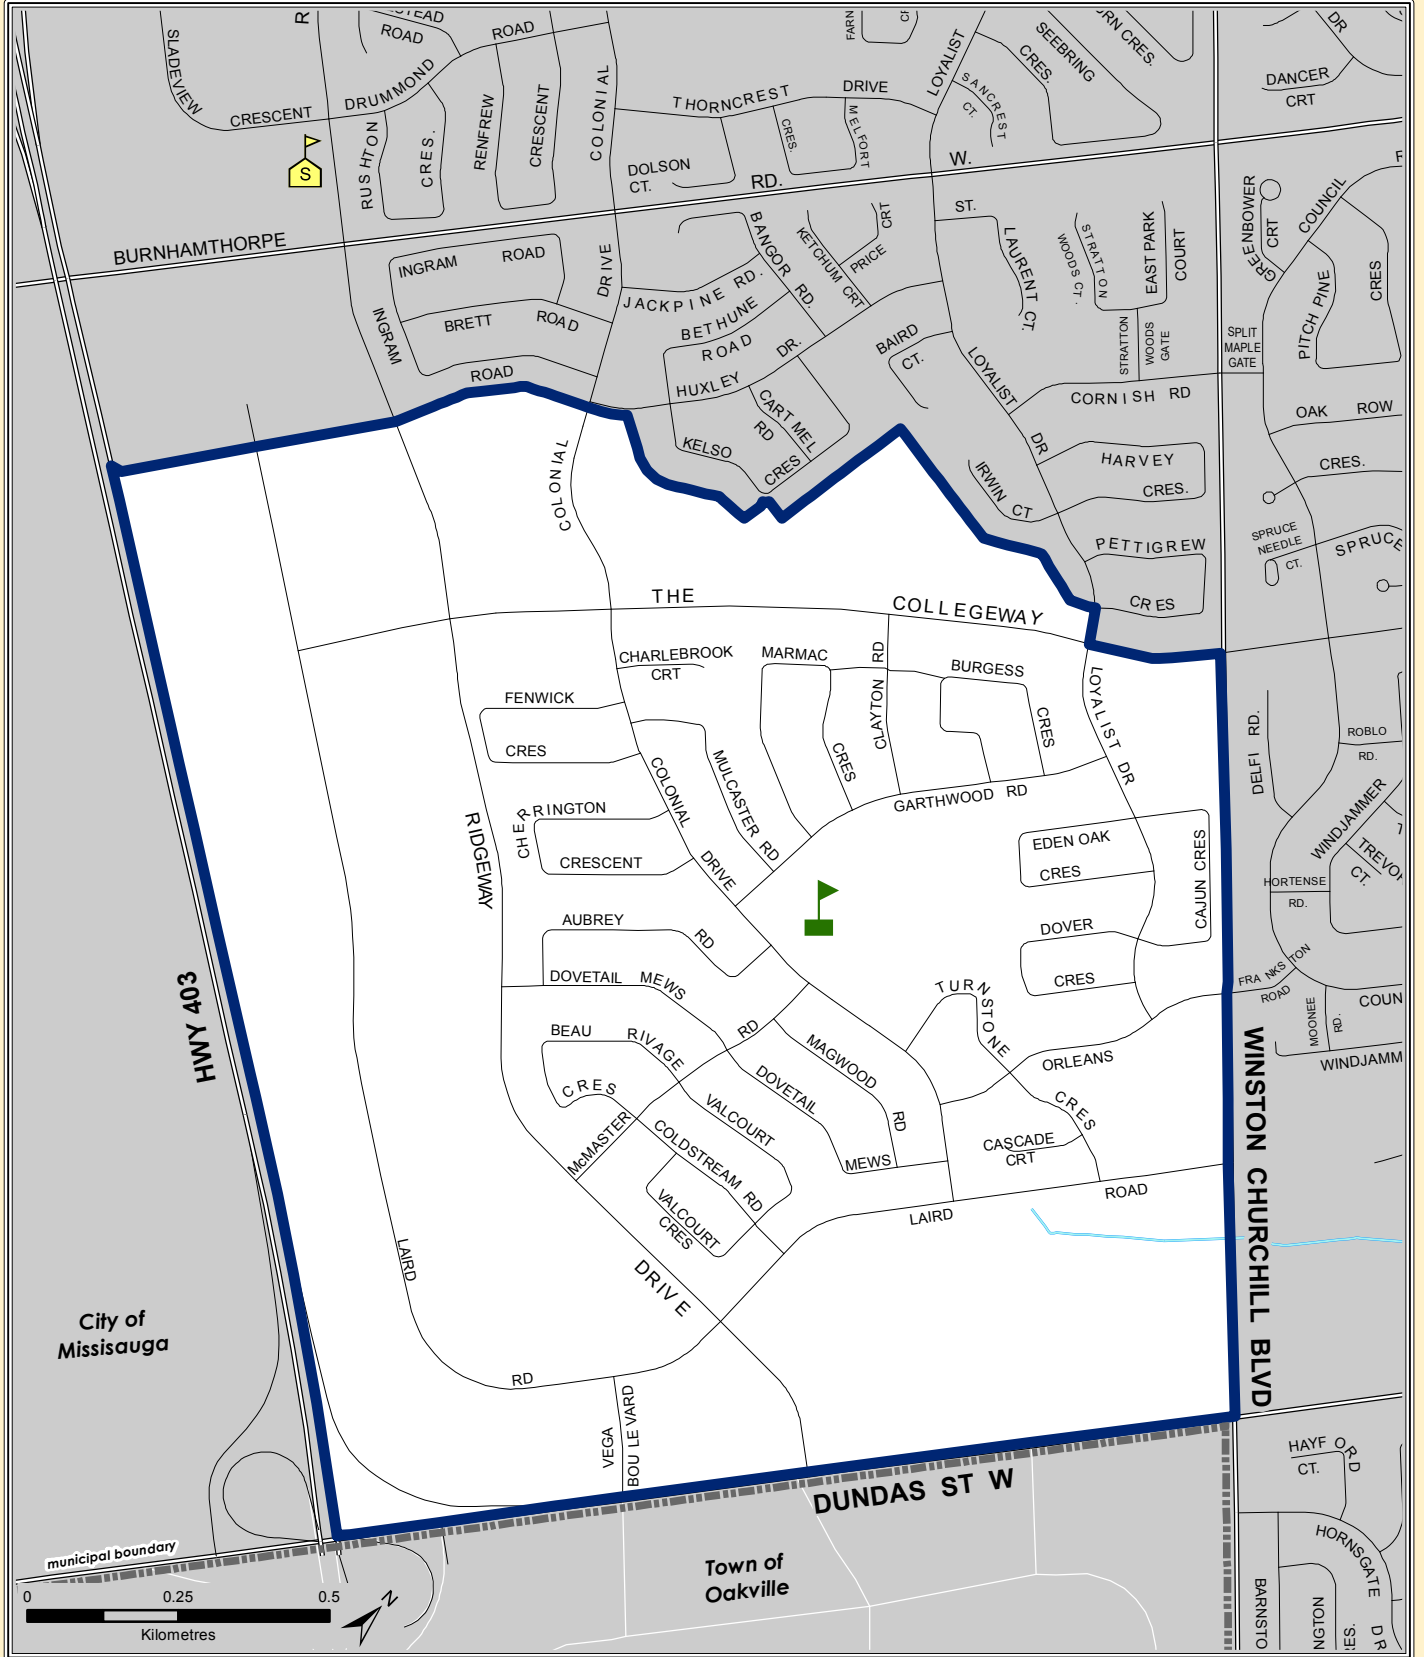 SLADEVIEW
CRESCENT
R
ROAD
ROAD
DRUMMOND
RUSHTON
CRES.
RENFREW
CRESCENT
COLONIAL
THORNCREST
DRIVE
CRES.
MELFORT
DOLSON
CT.
FARN
LOYALIST
SANCREST
CT.
CRES.
SEEBRING
CRES.
DR
DANCER
CRT
S
BURNHAMTHORPE
RD.
W.
INGRAM
ROAD
BRETT
ROAD
INGRAM
ROAD
DRIVE
JACKPINE RD.
BANGOR RD.
KETCHUM CRT
PRICE
CRT
BETHUNE
ROAD
HUXLEY
DR.
CART MEL
RD
KELSO
CRES
BAIRD
CT.
ST.
LAURENT CT.
STRATTON
WOODS CT.
EAST PARK
COURT
STRATTON
WOODS
GATE
LOYALIST
DR
CORNISH RD
HARVEY
CRES.
IRWIN CT
PETTIGREW
CRES
GREENBOWER
CRT
COUNCIL
PITCH PINE
CRES
SPLIT
MAPLE
GATE
OAK ROW
CRES.
SPRUCE
NEEDLE
CT.
SPRUCE
COLONIAL
THE
COLLEGEWAY
CHARLEBROOK
CRT
FENWICK
CRES
MARMAC
CRES
CLAYTON RD
BURGESS
CRES
LOYALIST DR
COLONIAL
DRIVE
MULCASTER RD
GARTHWOOD RD
CHERRINGTON
CRESCENT
RIDGEWAY
EDEN OAK
CRES
CAJUN CRES
DOVER
CRES
AUBREY
RD
DOVETAIL MEWS
BEAU
RIVAGE
CRES
RD
McMASTER
MAGWOOD
RD
DOVETAIL
MEWS
VALCOURT
COLDSTREAM RD
VALCOURT
CRES
TURNSTONE
CRES
ORLEANS
CASCADE
CRT
LAIRD
ROAD
DRIVE
LAIRD
RD
VEGA
BOU LE VARD
DELFI RD.
ROBLO
RD.
WINDJAMMER
TREVOR
CT.
HORTENSE
RD.
FRANKSTON
ROAD
MOONEE
RD.
COUN
WINDJAMM
HWY 403
WINSTON CHURCHILL BLVD
DUNDAS ST W
City of
Missisauga
Town of
Oakville
municipal boundary
0
0.25
0.5
Kilometres
N
HAYFORD
CT.
HORNSGATE
DR
BARNSTO
NGTON